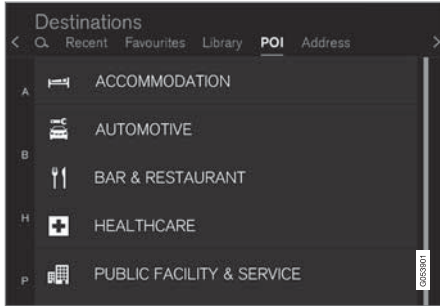 Destinations
Recent Favourites Library POI Address
A
ACCOMMODATION
AUTOMOTIVE
B
BAR & RESTAURANT
H
HEALTHCARE
P
PUBLIC FACILITY & SERVICE
G053901